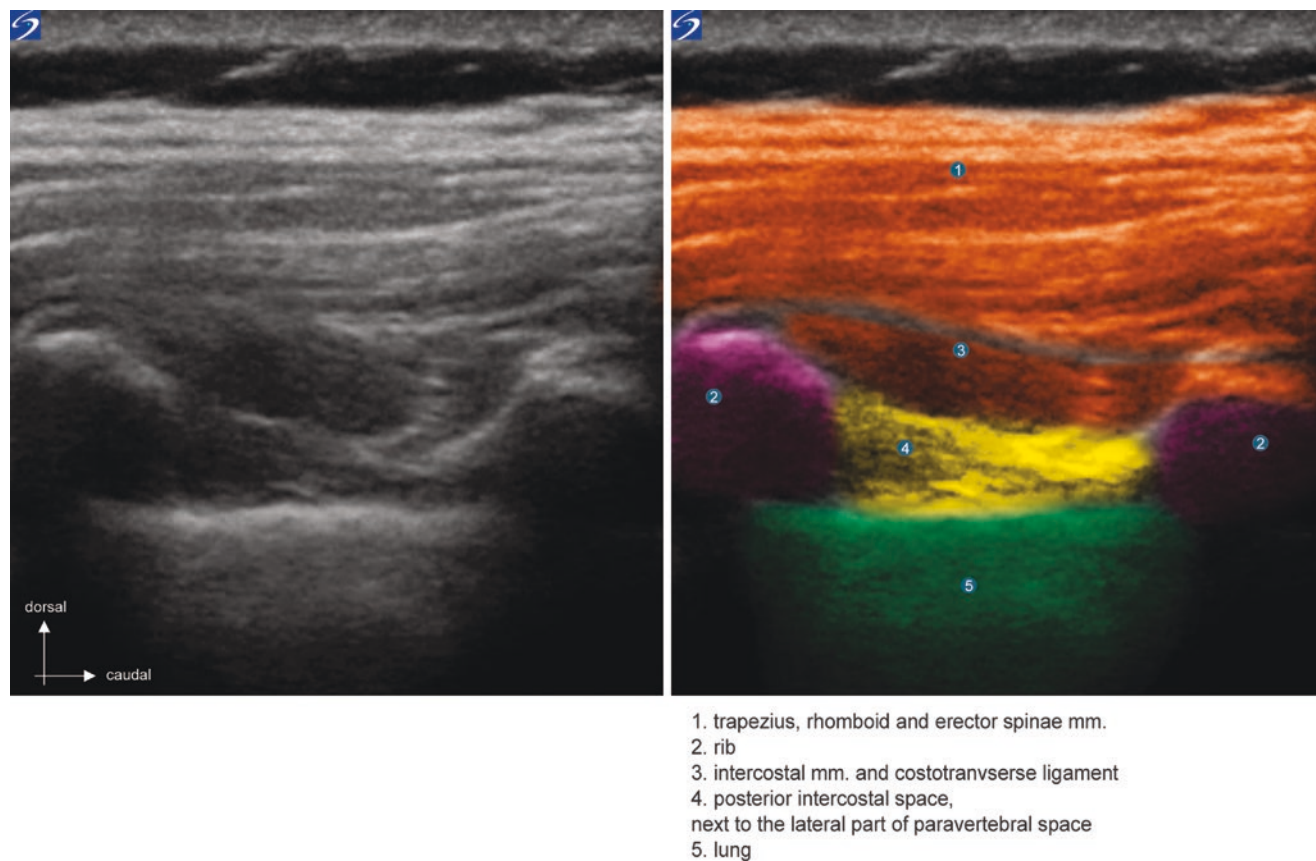 dorsal
caudal
1
2
3
2
4
5
1. trapezius, rhomboid and erector spinae mm.
2. rib
3. intercostal mm. and costotranvserse ligament
4. posterior intercostal space,
next to the lateral part of paravertebral space
5. lung